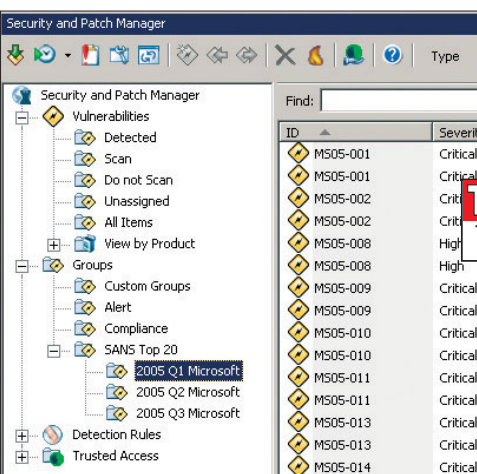 Security and Patch Manager
Type
Security and Patch Manager
Vulnerabilities
Detected
Scan
Do not Scan
Unassigned
All Items
View by Product
Groups
Custom Groups
Alert
Compliance
SANS Top 20
2005 Q1 Microsoft
2005 Q2 Microsoft
2005 Q3 Microsoft
Detection Rules
Trusted Access
Find:
ID Severit
MS05-001 Critical
MS05-001 Critical
MS05-002 Criti
MS05-002 Criti
MS05-008 High
MS05-008 High
MS05-009 Critical
MS05-009 Critical
MS05-010 Critical
MS05-010 Critical
MS05-011 Critical
MS05-011 Critical
MS05-013 Critical
MS05-013 Critical
MS05-014 Critical